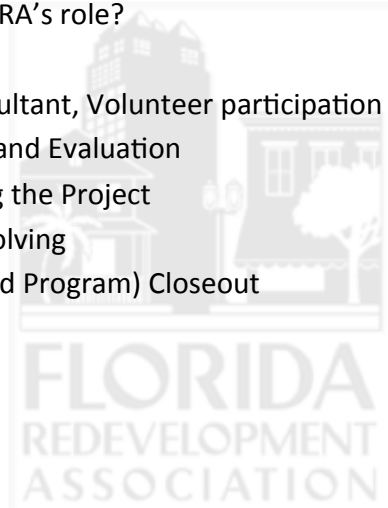 RA’s role?
ultant, Volunteer participation
and Evaluation
g the Project
olving
d Program) Closeout
FLORIDA
REDEVELOPMENT
ASSOCIATION